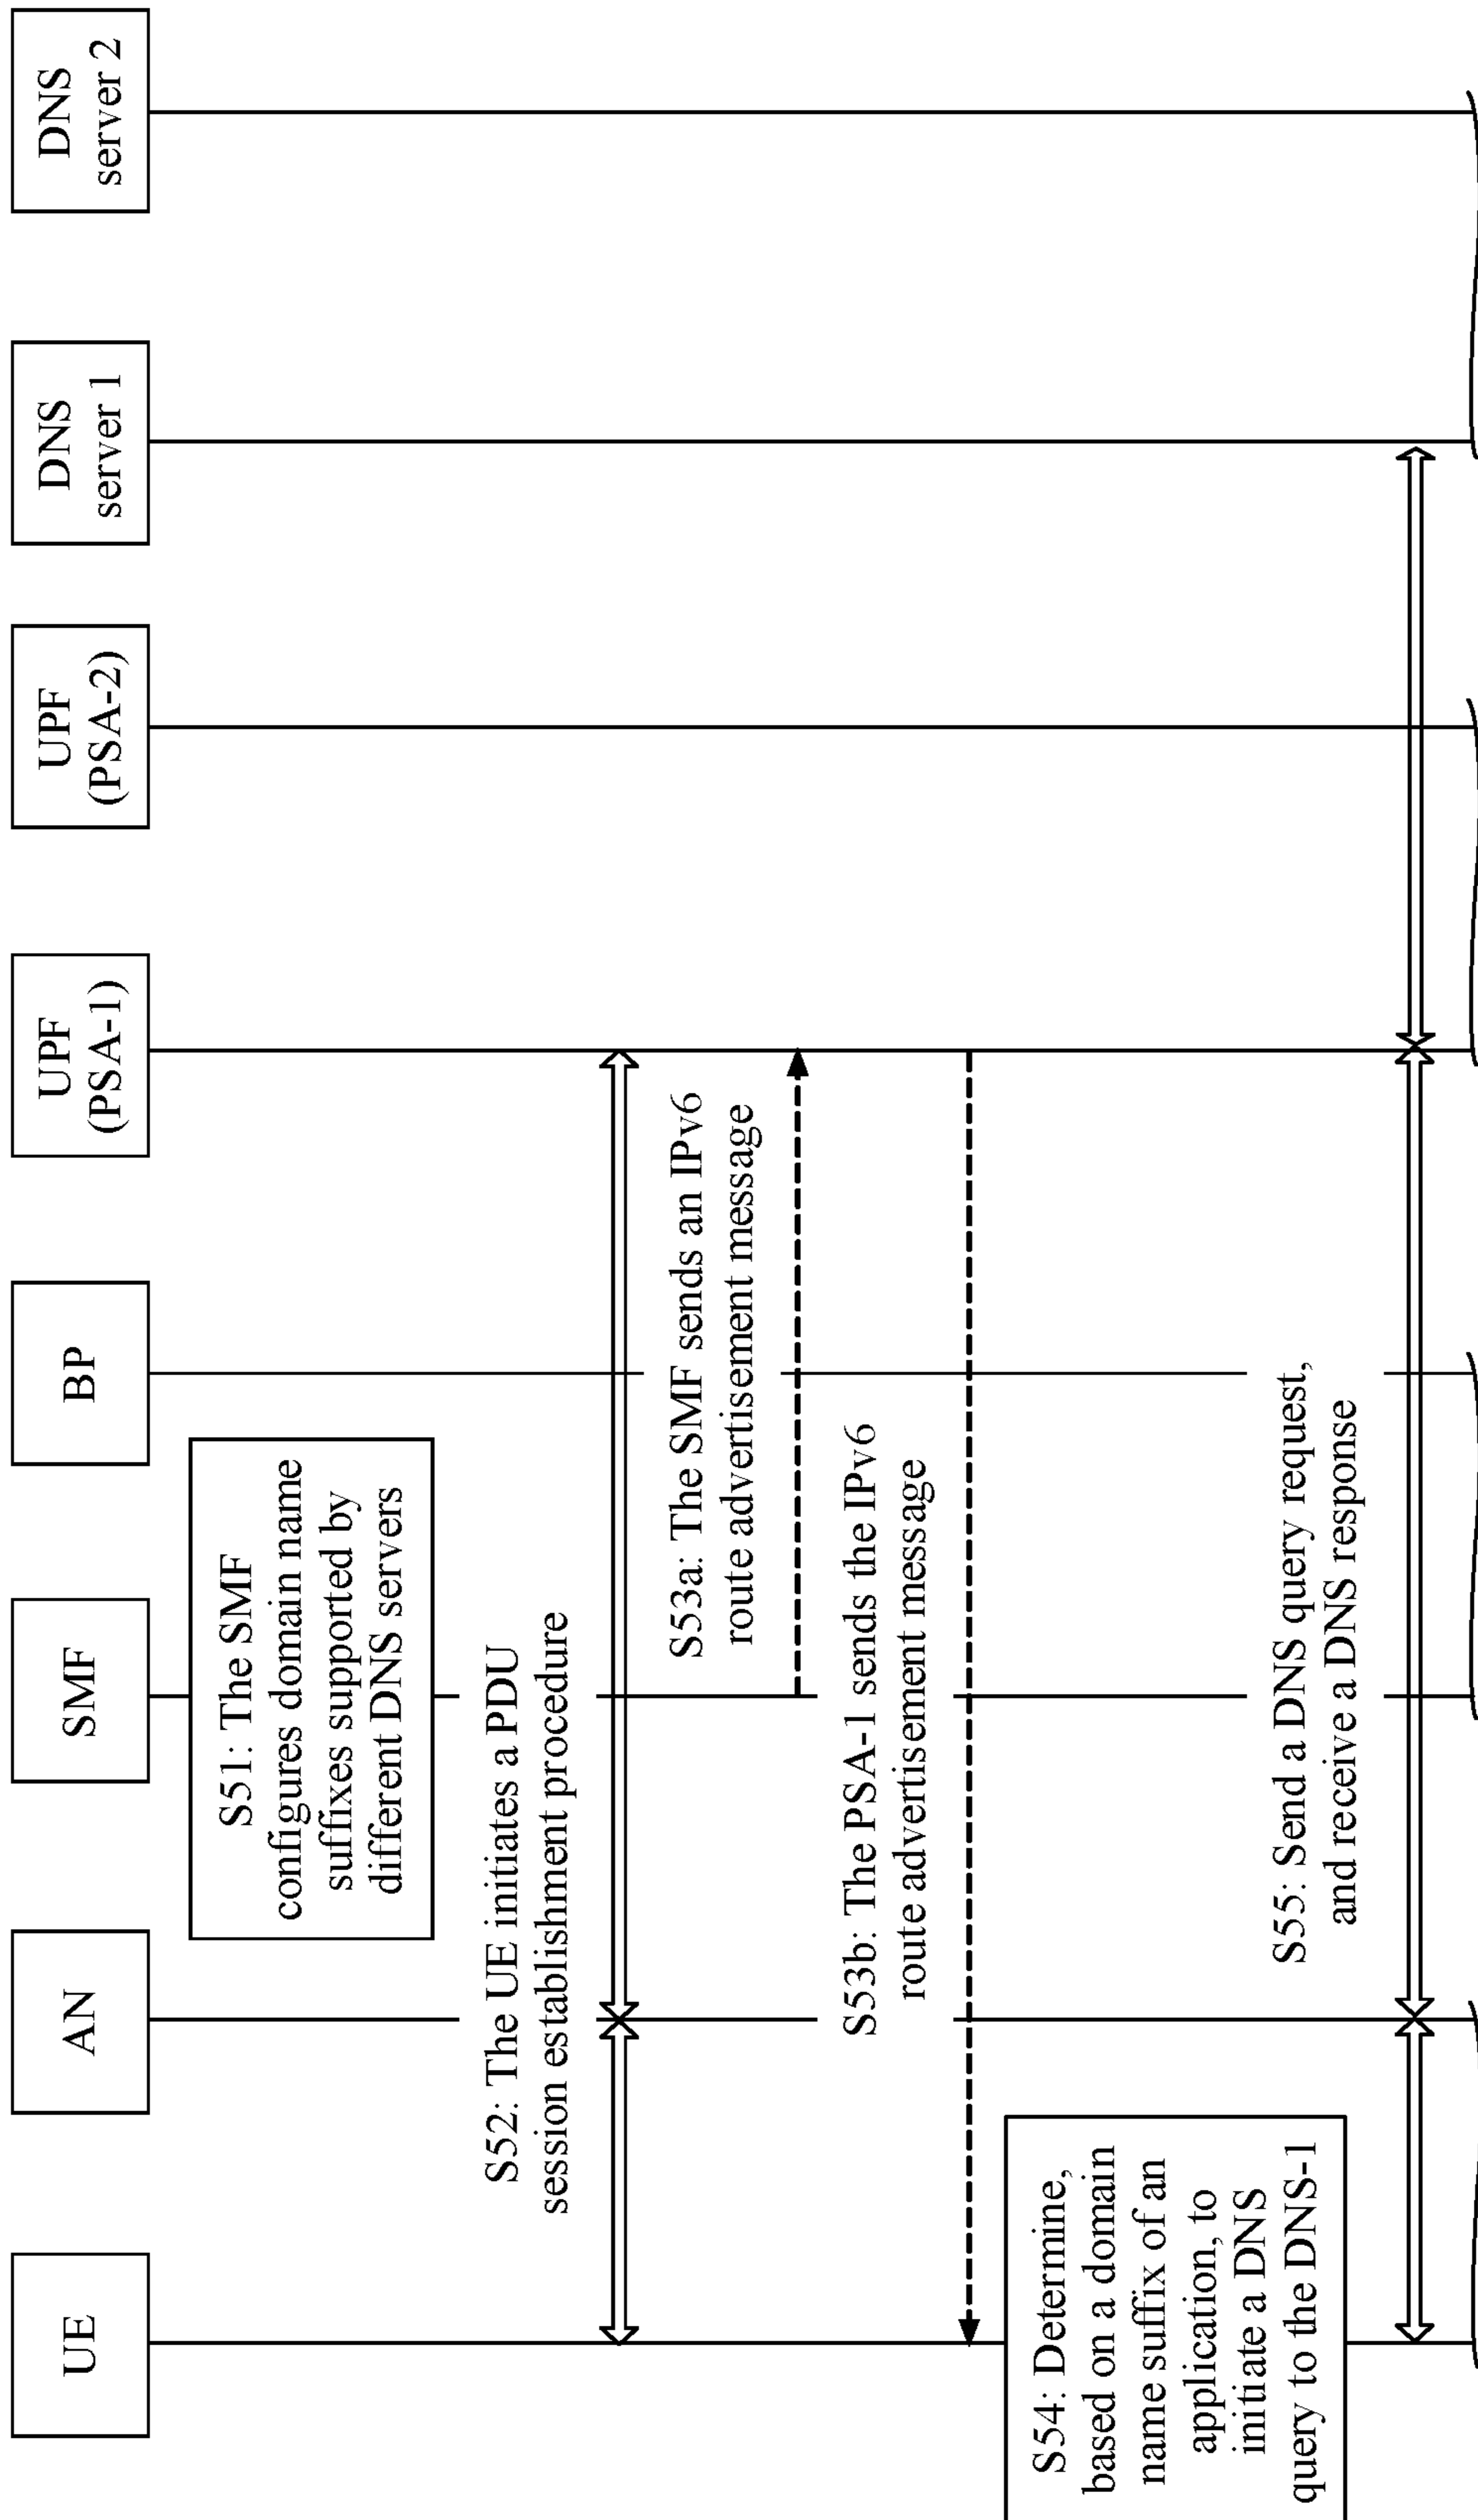 UE
AN
SMF
BP
UPF
(PSA-1)
UPF
(PSA-2)
DNS
server 1
DNS
server 2
S51: The SMF
configures domain name
suffixes supported by
different DNS servers
S52: The UE initiates a PDU
session establishment procedure
S53a: The SMF sends an IPv6
route advertisement message
S53b: The PSA-1 sends the IPv6
route advertisement message
S54: Determine,
based on a domain
name suffix of an
application, to
initiate a DNS
query to the DNS-1
S55: Send a DNS query request,
and receive a DNS response